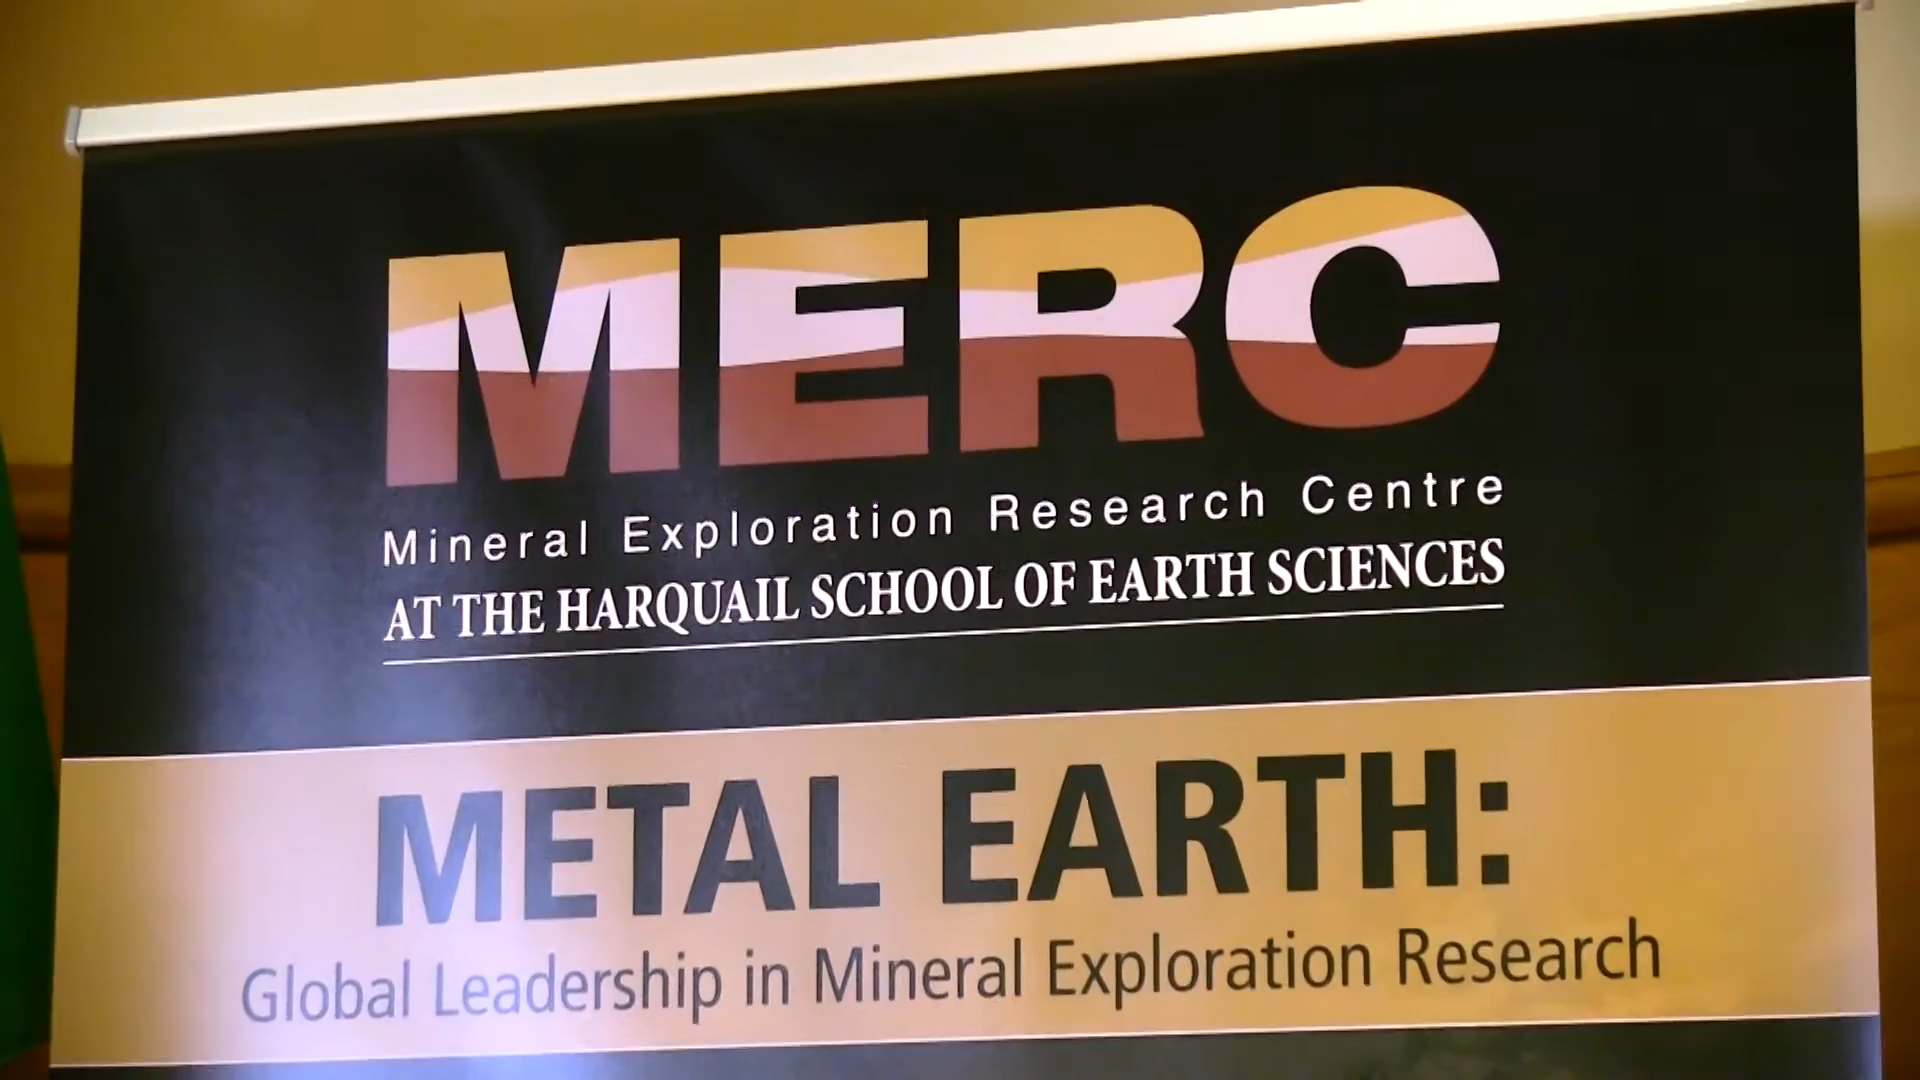 MERC
Mineral Exploration Research Centre
AT THE HARQUAIL SCHOOL OF EARTH SCIENCES
METAL EARTH:
Global Leadership in Mineral Exploration Research